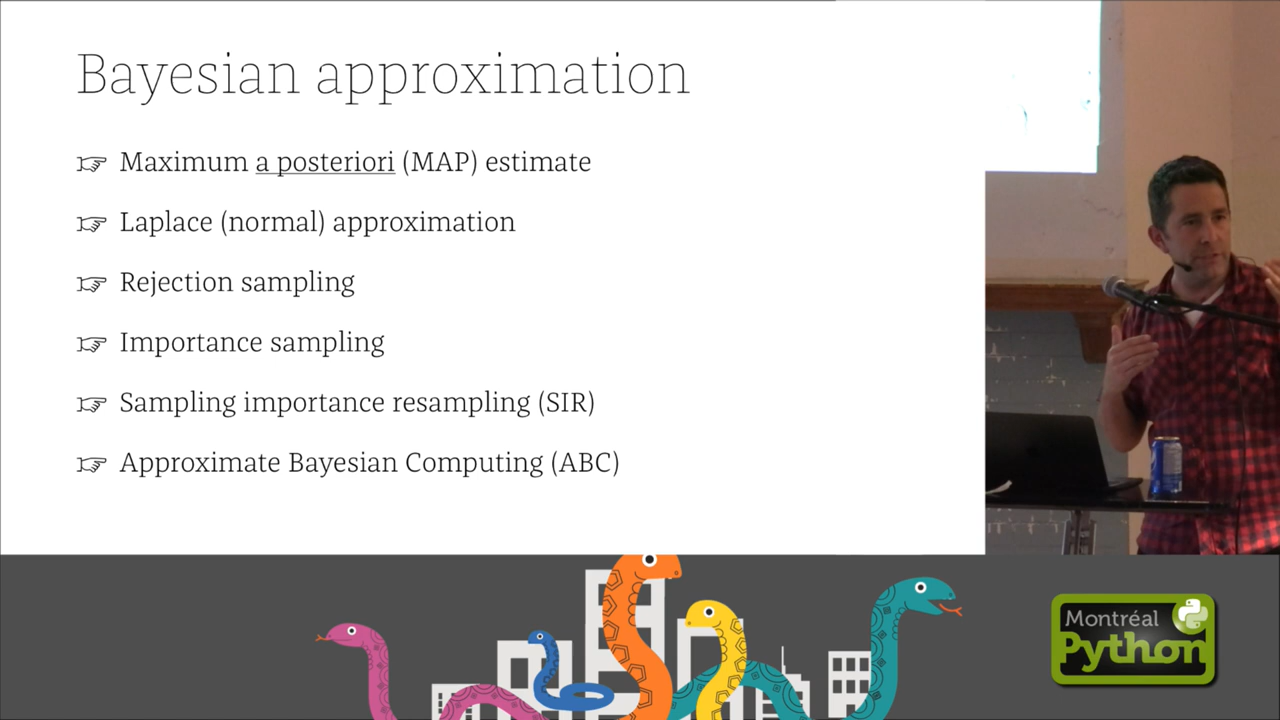 Bayesian approximation
☞ Maximum a posteriori (MAP) estimate
☞ Laplace (normal) approximation
☞ Rejection sampling
☞ Importance sampling
☞ Sampling importance resampling (SIR)
☞ Approximate Bayesian Computing (ABC)
Montréal
Python